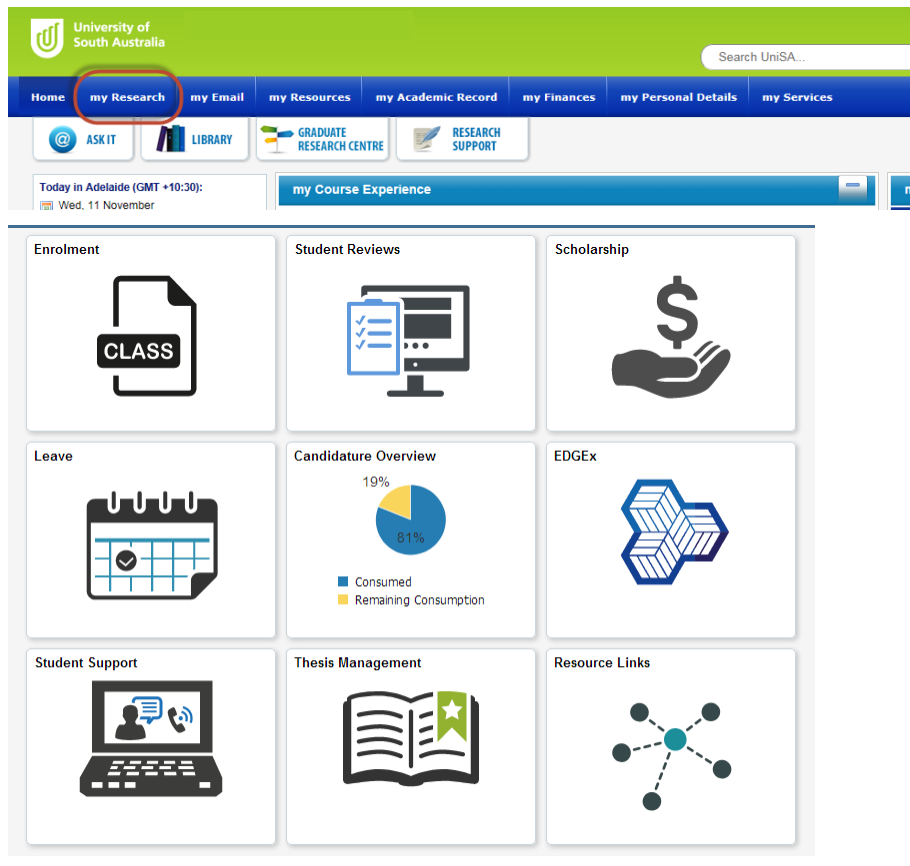 University of
South Australia
Search UniSA...
Home my Research my Email my Resources my Academic Record my Finances my Personal Details my Services
@ ASK IT LIBRARY GRADUATE
RESEARCH CENTRE RESEARCH
SUPPORT
Today in Adelaide (GMT +10:30):
Wed, 11 November
my Course Experience
Enrolment Student Reviews Scholarship
CLASS
$
Leave Candidature Overview EDGEx
19%
81%
Consumed
Remaining Consumption
Student Support Thesis Management Resource Links